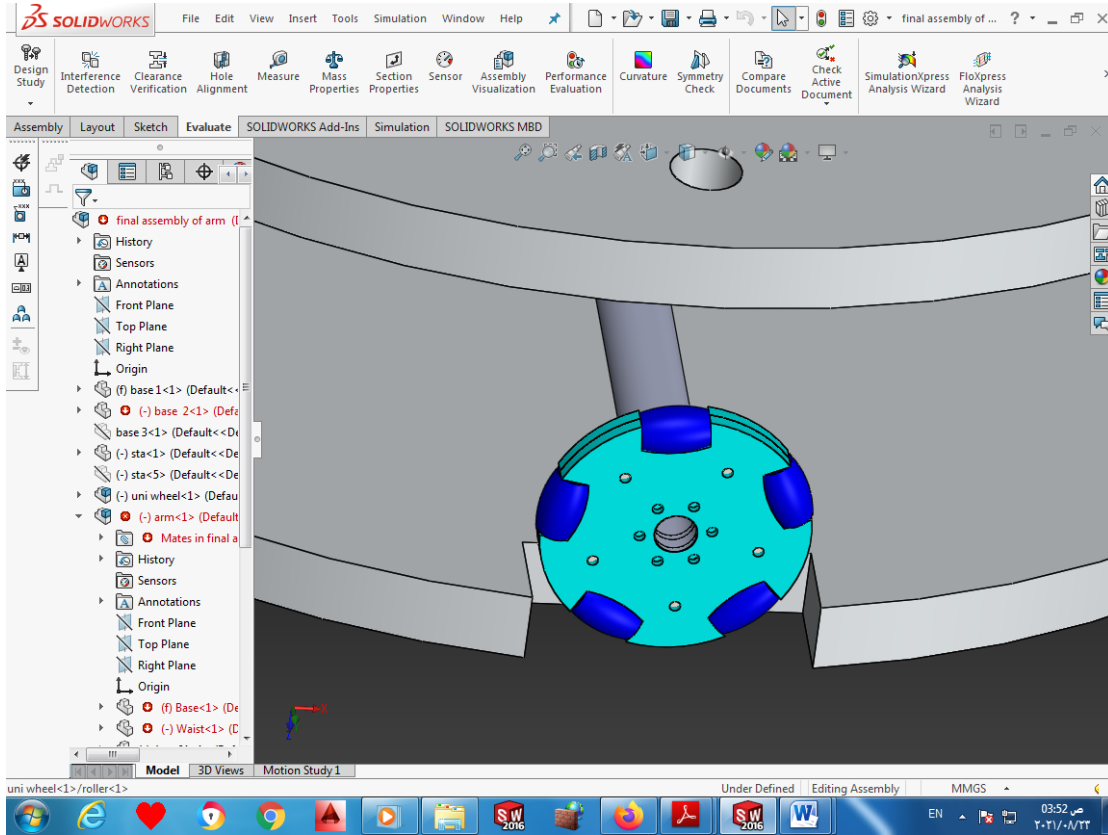 SOLIDWORKS File Edit View Insert Tools Simulation Window Help final assembly of ... ?
Design Study
Interference Detection
Clearance Verification
Hole Alignment
Measure
Mass Properties
Section Properties
Sensor
Assembly Visualization
Performance Evaluation
Curvature
Symmetry Check
Compare Documents
Check Active Document
SimulationXpress Analysis Wizard
FloXpress Analysis Wizard
Assembly Layout Sketch Evaluate SOLIDWORKS Add-Ins Simulation SOLIDWORKS MBD
final assembly of arm (
History
Sensors
Annotations
Front Plane
Top Plane
Right Plane
Origin
(f) base 1<1> (Default<<
(-) base 2<1> (Defa
base 3<1> (Default<<De
(-) sta<1> (Default<<De
(-) sta<5> (Default<<De
(-) uni wheel<1> (Defau
(-) arm<1> (Default
Mates in final a
History
Sensors
Annotations
Front Plane
Top Plane
Right Plane
Origin
(f) Base<1> (De
(-) Waist<1> (D
X
Model 3D Views Motion Study 1
uni wheel<1>/roller<1> Under Defined Editing Assembly MMGS
SW 2016 SW 2016 W EN 03:52 ص
٢٠٢١/٠٨/٢٣